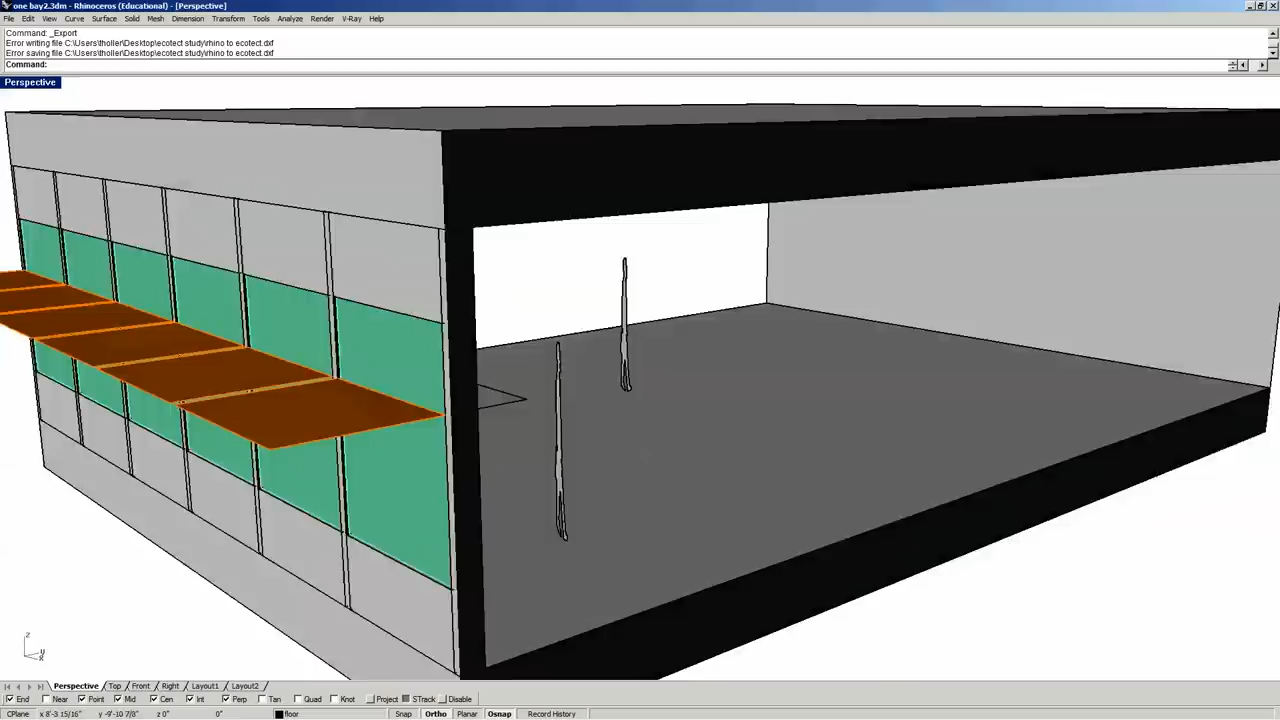 one bay2.3dm - Rhinoceros (Educational) - [Perspective]
File Edit View Curve Surface Solid Mesh Dimension Transform Tools Analyze Render V-Ray Help
Command: _Export
Error writing file C:\Users\tholler\Desktop\ecotect study\rhino to ecotect.dxf
Error saving file C:\Users\tholler\Desktop\ecotect study\rhino to ecotect.dxf
Command:
Perspective
z
y
x
Perspective Top Front Right Layout1 Layout2
End Near Point Mid Cen Int Perp Tan Quad Knot Project STrack Disable
CPlane x 8'-3 15/16" y -9'-10 7/8" z 0" 0" floor Snap Ortho Planar Osnap Record History